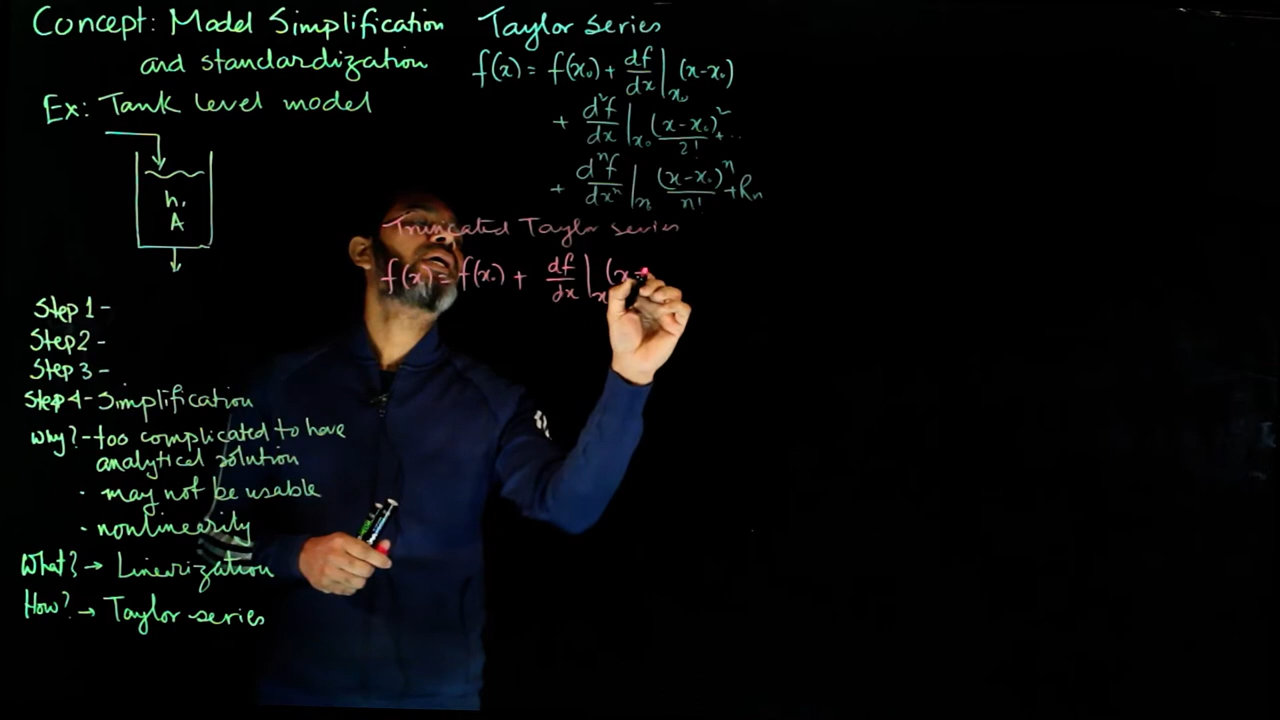 Concept: Model Simplification
and standardization
Ex: Tank level model
h,
A
Step 1 -
Step 2 -
Step 3 -
Step 4 - Simplification
Why? - too complicated to have
analytical solution
· may not be usable
· nonlineerity
What? → Linearization
How? → Taylor series
Taylor series
f(x) = f(x₀) + df/dx |x₀ (x-x₀)
+ d²f/dx |x₀ (x-x₀)²/2! + ...
+ dⁿf/dxⁿ |x₀ (x-x₀)ⁿ/n! + Rn
Truncated Taylor series
f(x) = f(x₀) + df/dx |x (x-